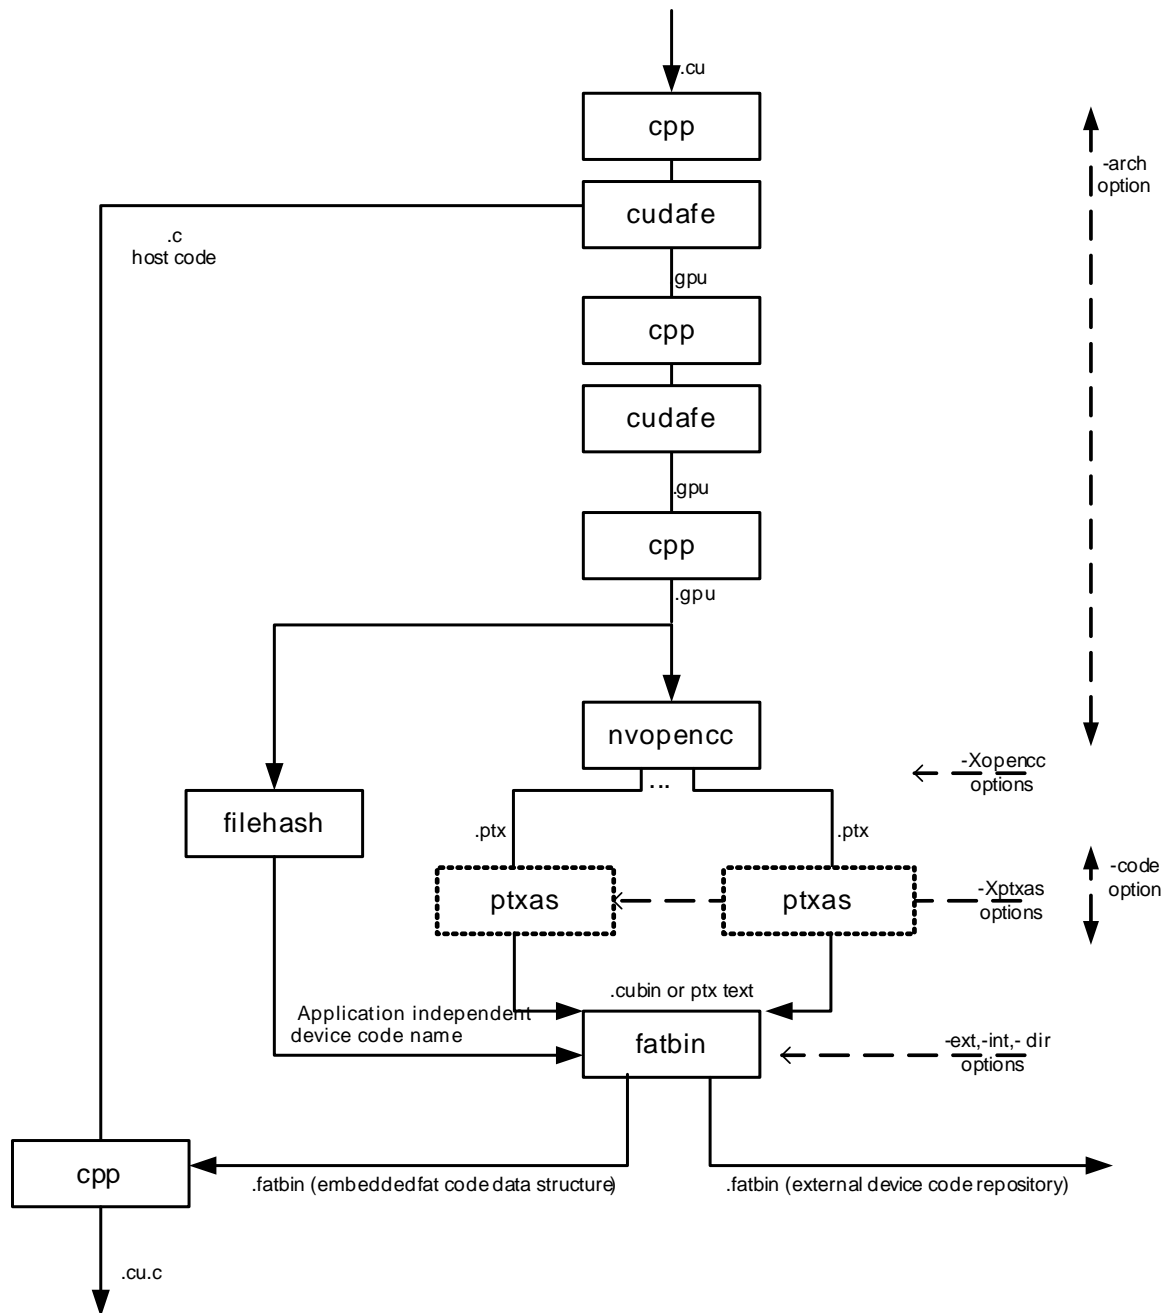 .cu
cpp
-arch
option
cudafe
.c
host code
.gpu
cpp
cudafe
.gpu
cpp
.gpu
nvopencc
...
-Xopencc
options
filehash
.ptx
.ptx
-code
option
ptxas
ptxas
-Xptxas
options
.cubin or ptx text
Application independent
device code name
fatbin
-ext,-int,- dir
options
cpp
.fatbin (embedded fat code data structure)
.fatbin (external device code repository)
.cu.c